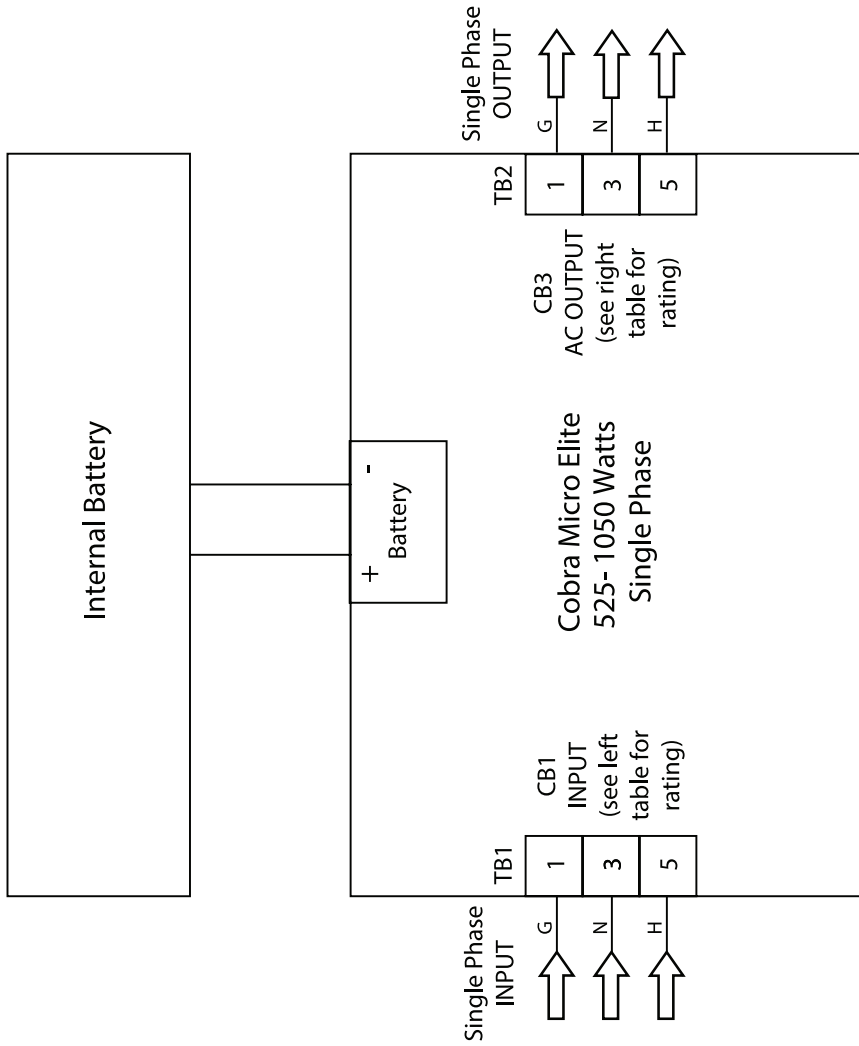 Internal Battery
+
-
Battery
Cobra Micro Elite
525- 1050 Watts
Single Phase
Single Phase
INPUT
G
N
H
TB1
1
3
5
CB1
INPUT
(see left
table for
rating)
CB3
AC OUTPUT
(see right
table for
rating)
TB2
1
3
5
Single Phase
OUTPUT
G
N
H